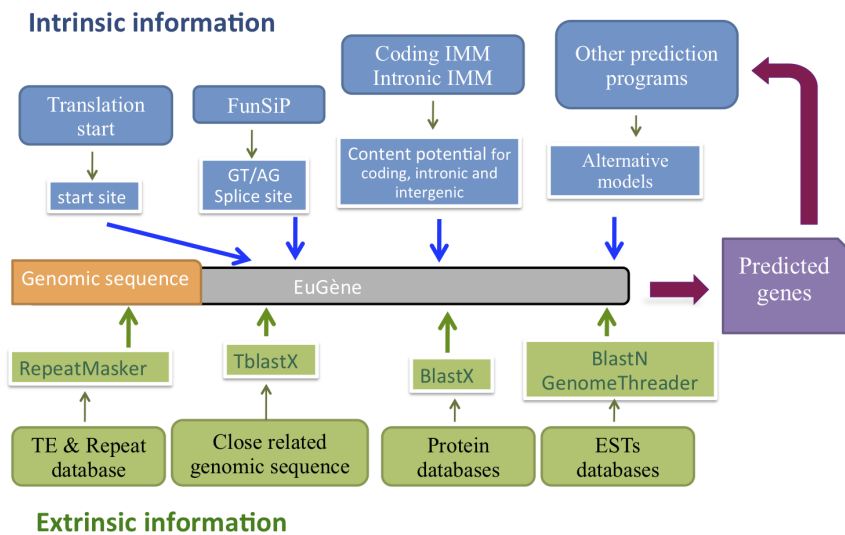 Intrinsic information
Translation
start
FunSiP
Coding IMM
Intronic IMM
Other prediction
programs
start site
GT/AG
Splice site
Content potential for
coding, intronic and
intergenic
Alternative
models
Genomic sequence
EuGène
Predicted
genes
RepeatMasker
TblastX
BlastX
BlastN
GenomeThreader
TE & Repeat
database
Close related
genomic sequence
Protein
databases
ESTs
databases
Extrinsic information